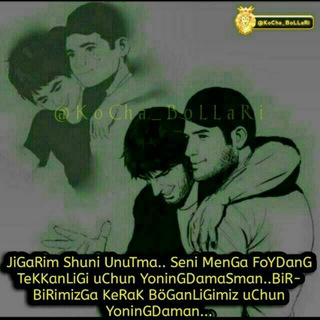 @KoCha_BoLLaRi
@KoCha_BoLLaRi
JiGaRim Shuni UnuTma.. Seni MenGa FoYDanG
TeKKanLiGi uChun YoninGDamaSman..BiR-
BiRimizGa KeRaK BöGanLiGimiz uChun
YoninGDaman...